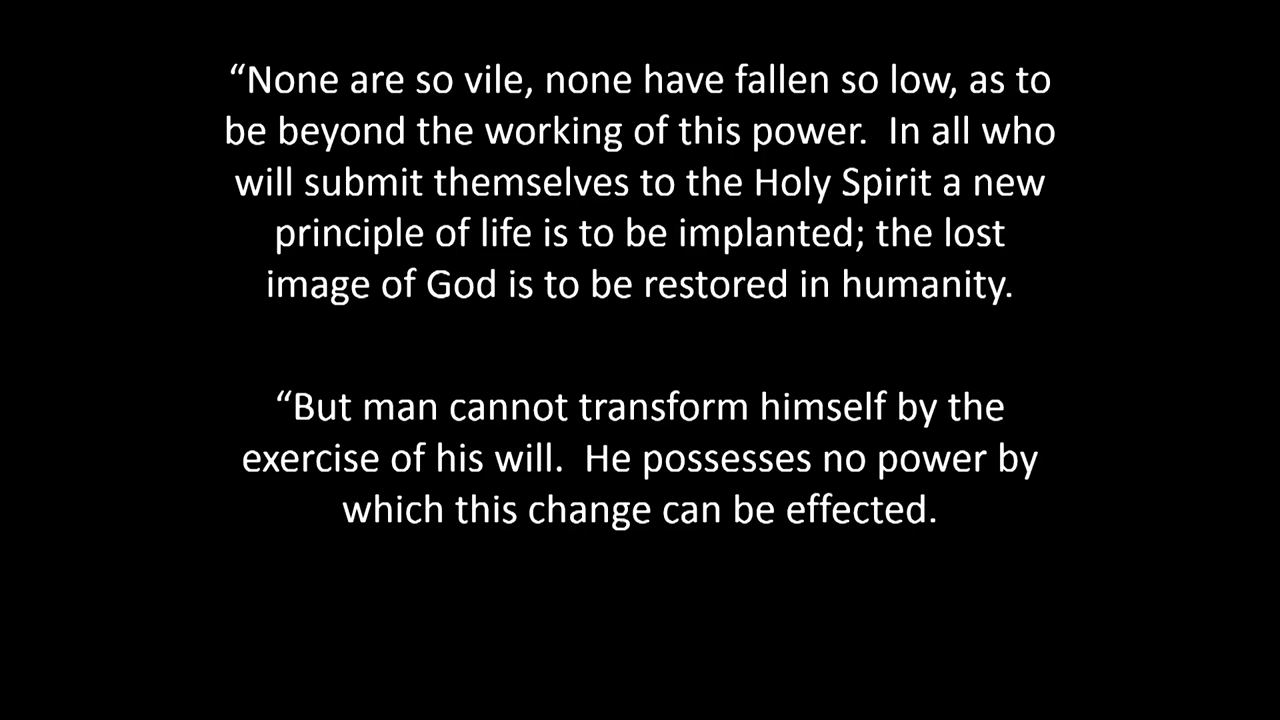 “None are so vile, none have fallen so low, as to
be beyond the working of this power.  In all who
will submit themselves to the Holy Spirit a new
principle of life is to be implanted; the lost
image of God is to be restored in humanity.
“But man cannot transform himself by the
exercise of his will.  He possesses no power by
which this change can be effected.